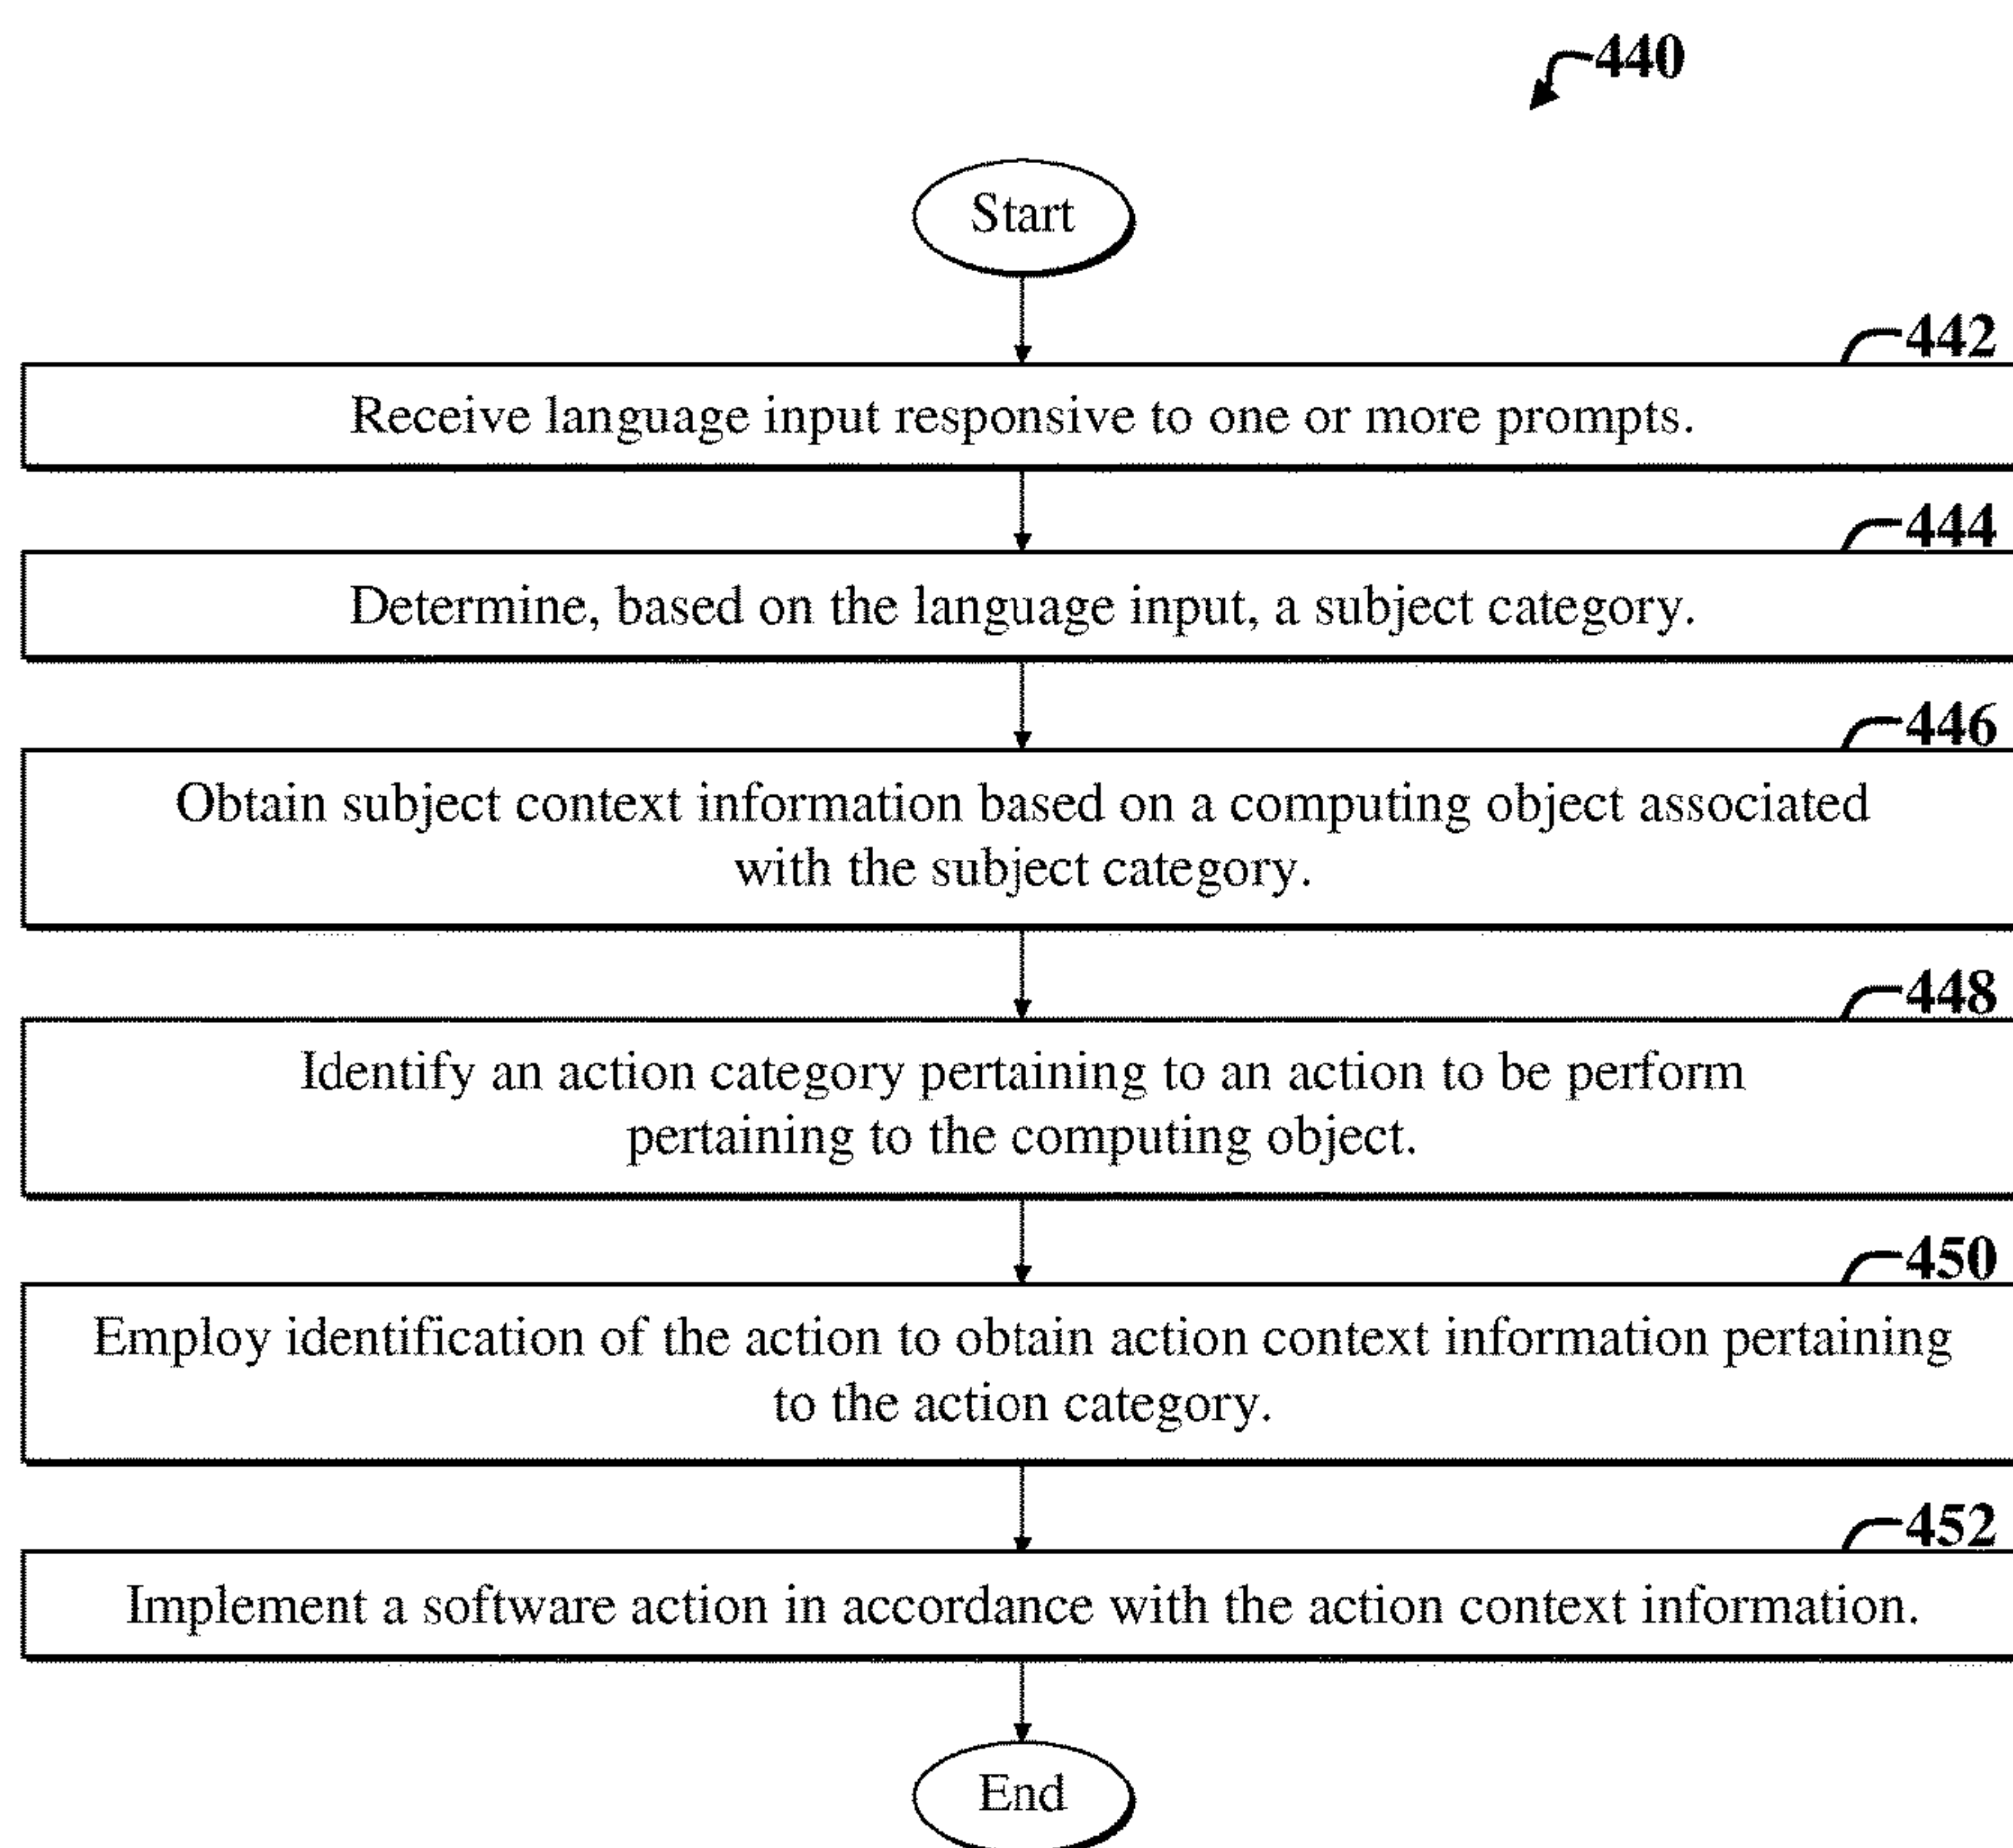 440
Start
442
Receive language input responsive to one or more prompts.
444
Determine, based on the language input, a subject category.
446
Obtain subject context information based on a computing object associated
with the subject category.
448
Identify an action category pertaining to an action to be perform
pertaining to the computing object.
450
Employ identification of the action to obtain action context information pertaining
to the action category.
452
Implement a software action in accordance with the action context information.
End